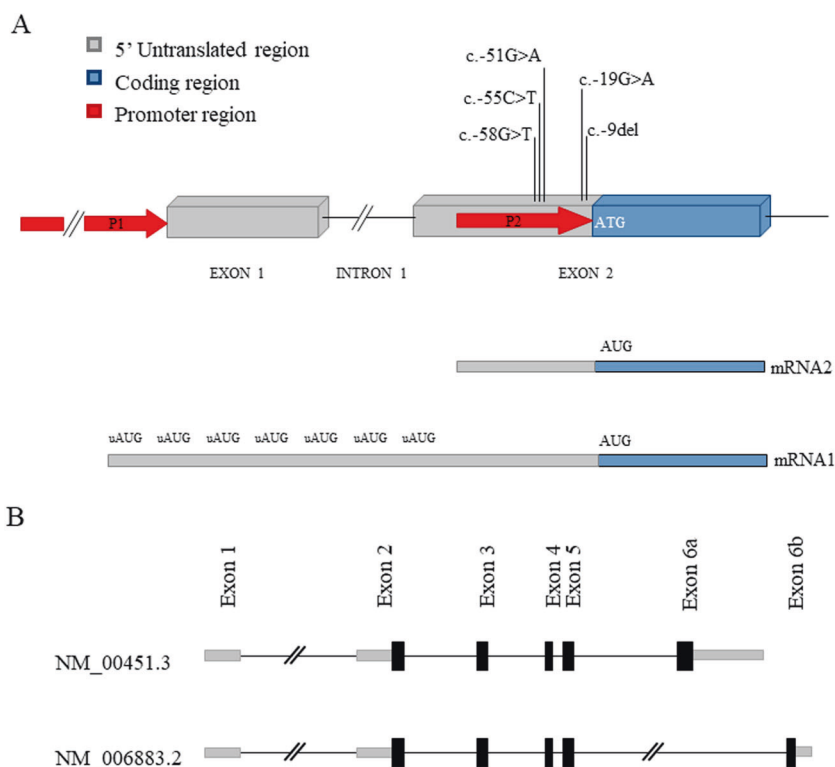 A
5' Untranslated region
Coding region
Promoter region
c.-51G>A
c.-19G>A
c.-55C>T
c.-58G>T
c.-9del
P1
P2
ATG
EXON 1
INTRON 1
EXON 2
AUG
mRNA2
uAUG uAUG uAUG uAUG uAUG uAUG uAUG
AUG
mRNA1
B
Exon 1
Exon 2
Exon 3
Exon 4
Exon 5
Exon 6a
Exon 6b
NM_00451.3
NM_006883.2